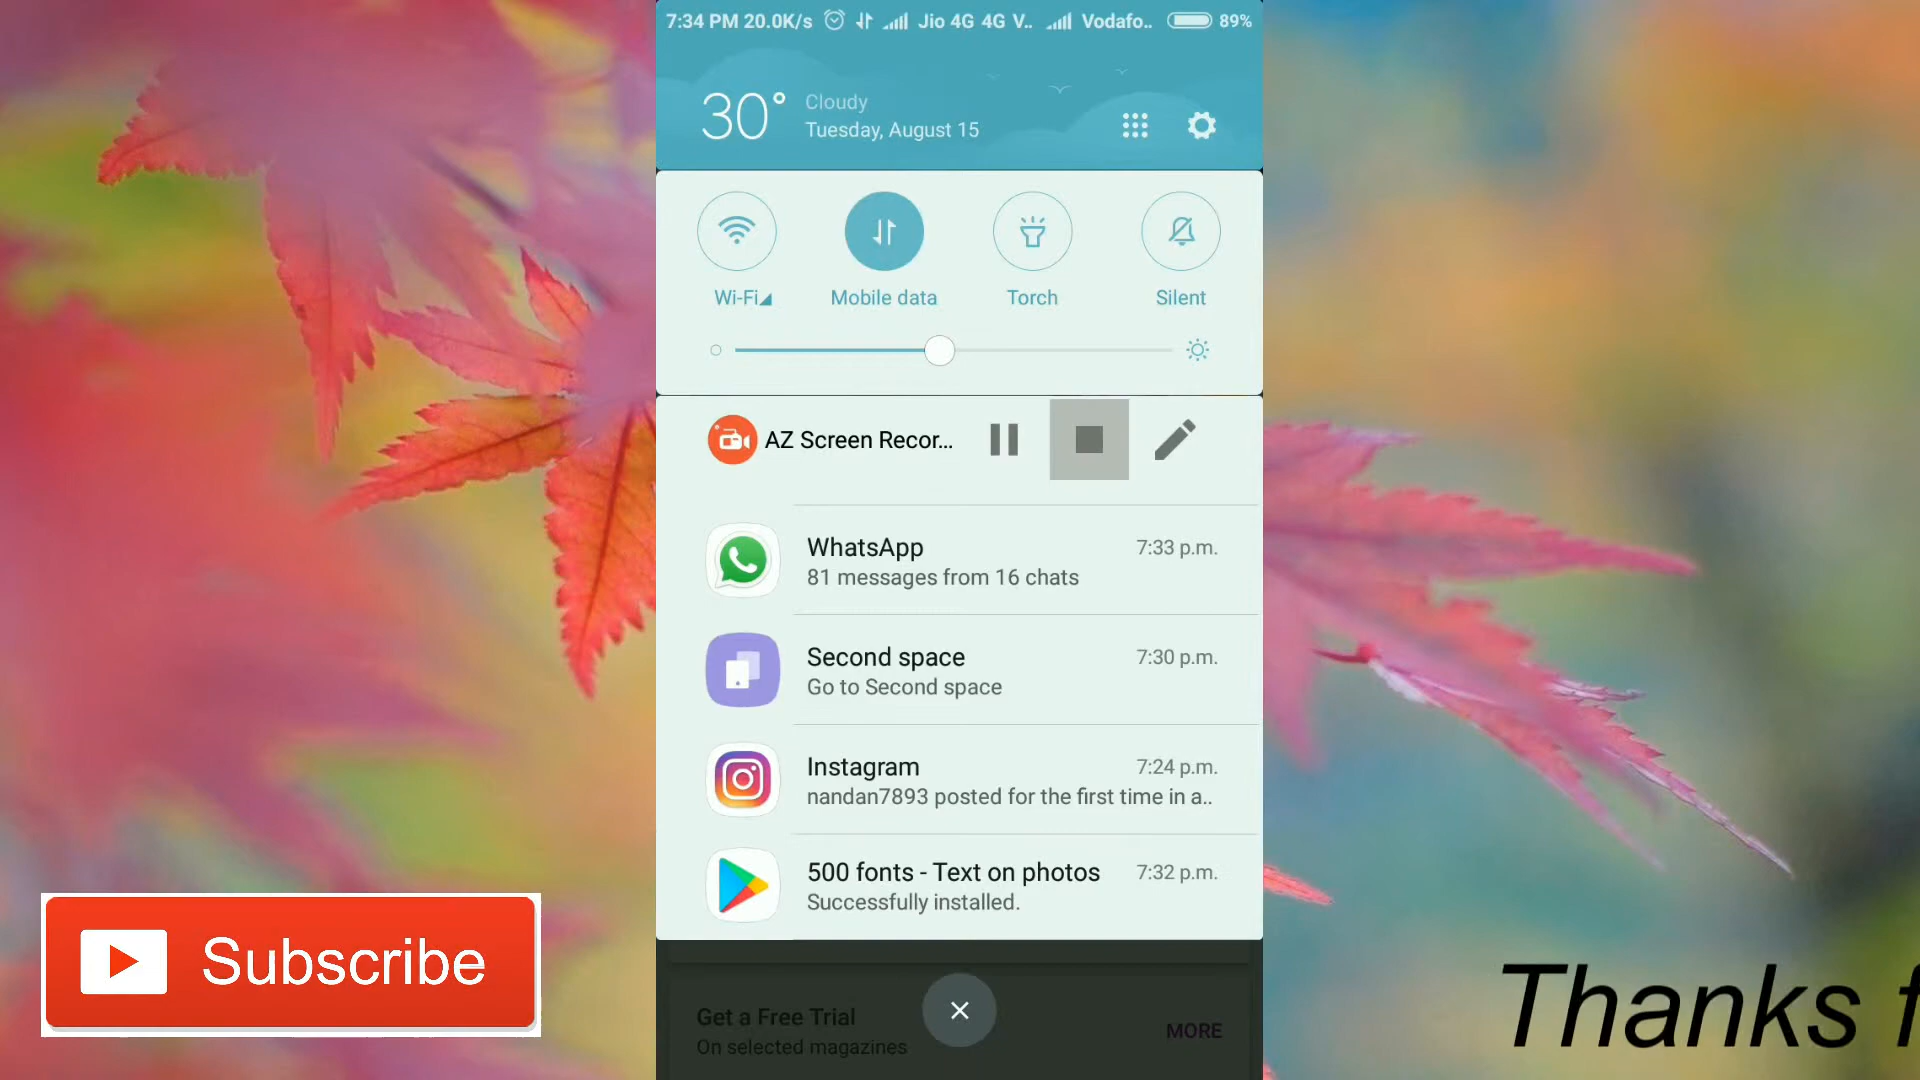 7:34 PM 20.0K/s Jio 4G 4G V.. Vodafo.. 89%
30°
Cloudy
Tuesday, August 15
Wi-Fi
Mobile data
Torch
Silent
AZ Screen Recor...
WhatsApp
7:33 p.m.
81 messages from 16 chats
Second space
7:30 p.m.
Go to Second space
Instagram
7:24 p.m.
nandan7893 posted for the first time in a..
500 fonts - Text on photos
7:32 p.m.
Successfully installed.
Subscribe
Get a Free Trial
On selected magazines
MORE
Thanks f